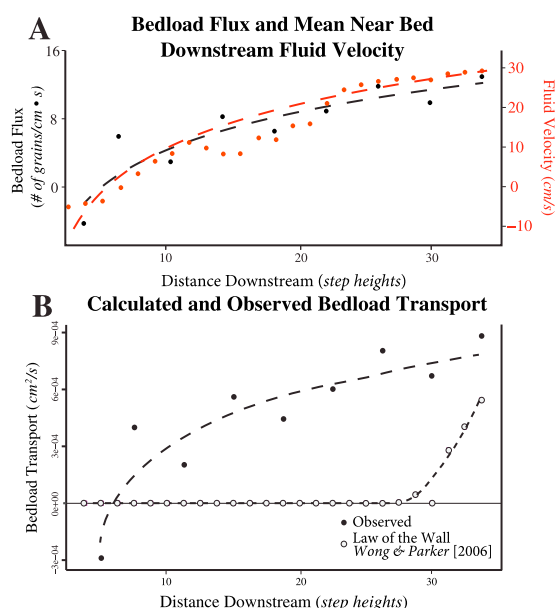 A
Bedload Flux and Mean Near Bed
Downstream Fluid Velocity
16
8
0
Bedload Flux
(# of grains/cm • s)
30
20
10
0
−10
Fluid Velocity (cm/s)
10
20
30
Distance Downstream (step heights)
B
Calculated and Observed Bedload Transport
9e-04
6e-04
3e-04
0e+00
-3e-04
Bedload Transport (cm²/s)
Observed
Law of the Wall
Wong & Parker [2006]
10
20
30
Distance Downstream (step heights)